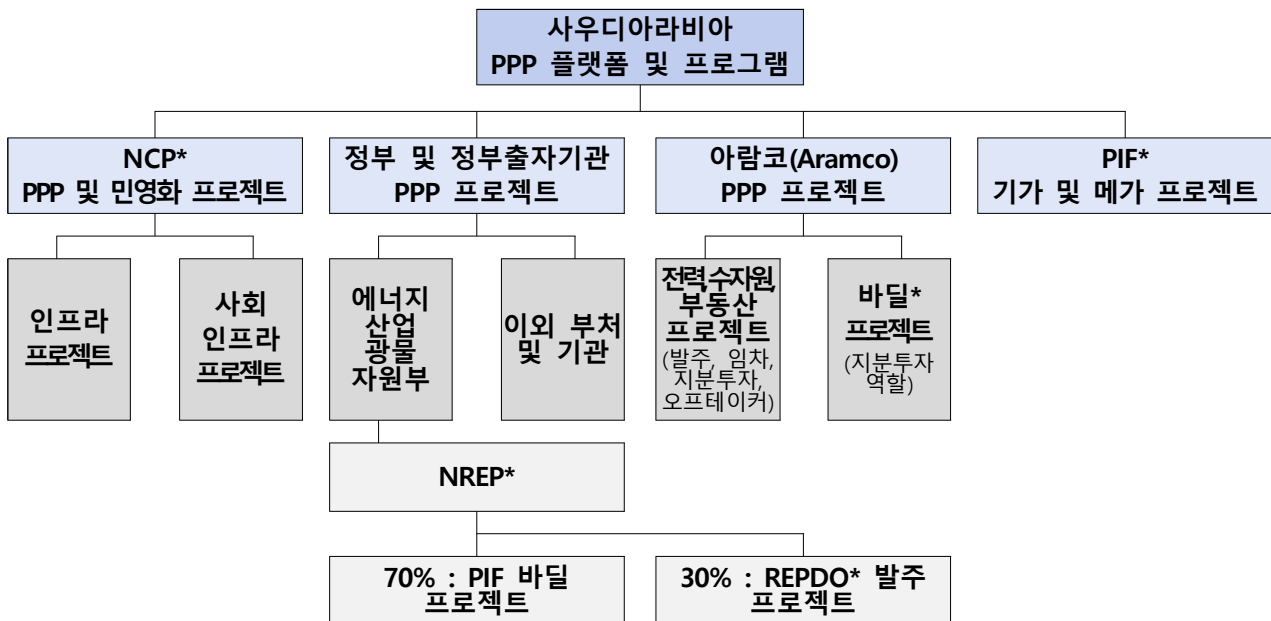 사우디아라비아
PPP 플랫폼 및 프로그램
NCP*
PPP 및 민영화 프로젝트
정부 및 정부출자기관
PPP 프로젝트
아람코(Aramco)
PPP 프로젝트
PIF*
기가 및 메가 프로젝트
인프라
프로젝트
사회
인프라
프로젝트
에너지
산업
광물
자원부
이외 부처
및 기관
전력,수자원,
부동산
프로젝트
(발주, 임차,
지분투자,
오프테이커)
바딜*
프로젝트
(지분투자
역할)
NREP*
70% : PIF 바딜
프로젝트
30% : REPDO* 발주
프로젝트